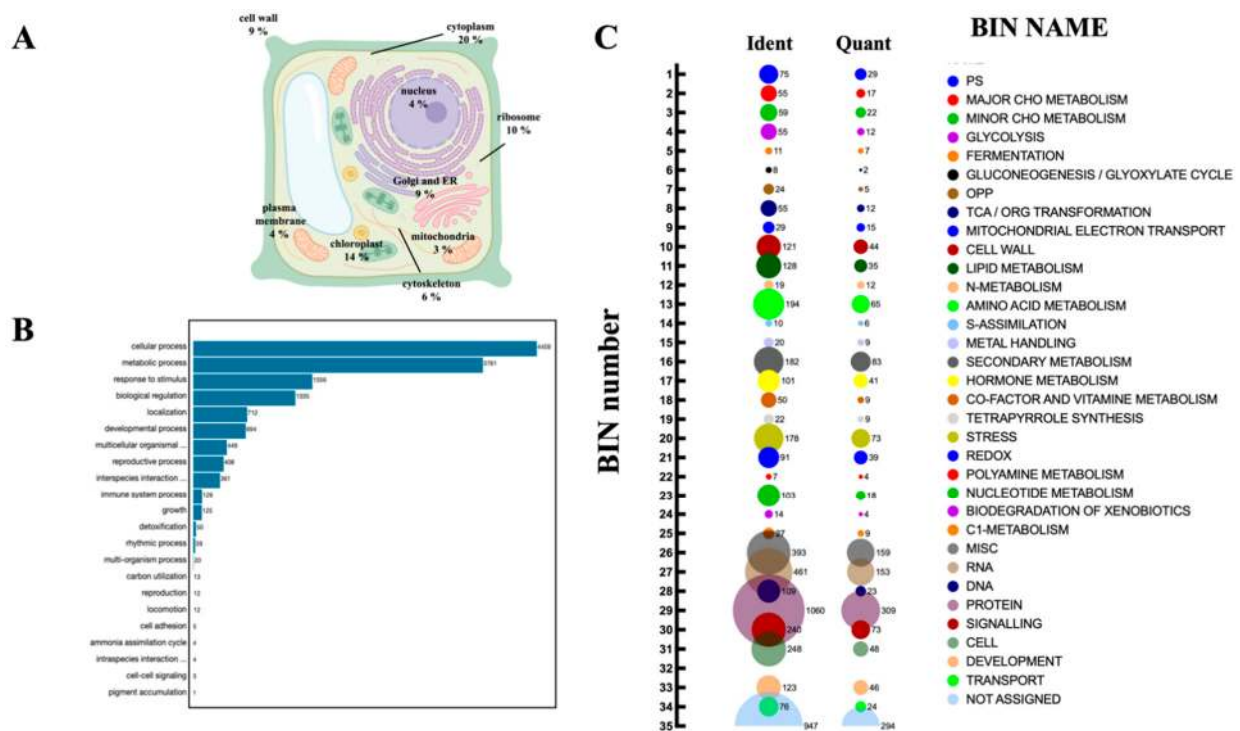 A
cell wall
9 %
cytoplasm
20 %
nucleus
4 %
ribosome
10 %
Golgi and ER
9 %
plasma
membrane
4 %
chloroplast
14 %
mitochondria
3 %
cytoskeleton
6 %
B
cellular process
metabolic process
response to stimulus
biological regulation
localization 712
developmental process
multicellular organismal ... 449
reproductive process
interspecies interaction ...
immune system process
growth
detoxification
rhythmic process
multi-organism process 20
carbon utilization 13
reproduction 12
locomotion 12
cell adhesion
ammonia assimilation cycle 4
intraspecies interaction ... 4
cell-cell signaling
pigment accumulation 1
C
Ident Quant BIN NAME
BIN number
1 75 29 PS
2 55 17 MAJOR CHO METABOLISM
3 59 22 MINOR CHO METABOLISM
4 55 12 GLYCOLYSIS
5 11 7 FERMENTATION
6 8 2 GLUCONEOGENESIS / GLYOXYLATE CYCLE
7 24 5 OPP
8 55 12 TCA / ORG TRANSFORMATION
9 29 15 MITOCHONDRIAL ELECTRON TRANSPORT
10 121 44 CELL WALL
11 128 35 LIPID METABOLISM
12 19 12 N-METABOLISM
13 194 65 AMINO ACID METABOLISM
14 10 6 S-ASSIMILATION
15 20 9 METAL HANDLING
16 182 83 SECONDARY METABOLISM
17 101 41 HORMONE METABOLISM
18 50 9 CO-FACTOR AND VITAMINE METABOLISM
19 22 9 TETRAPYRROLE SYNTHESIS
20 178 73 STRESS
21 91 39 REDOX
22 7 4 POLYAMINE METABOLISM
23 103 18 NUCLEOTIDE METABOLISM
24 14 4 BIODEGRADATION OF XENOBIOTICS
25 27 9 C1-METABOLISM
26 393 159 MISC
27 461 153 RNA
28 109 23 DNA
29 1060 309 PROTEIN
30 240 73 SIGNALLING
31 248 48 CELL
32
33 123 46 DEVELOPMENT
34 76 24 TRANSPORT
35 947 294 NOT ASSIGNED